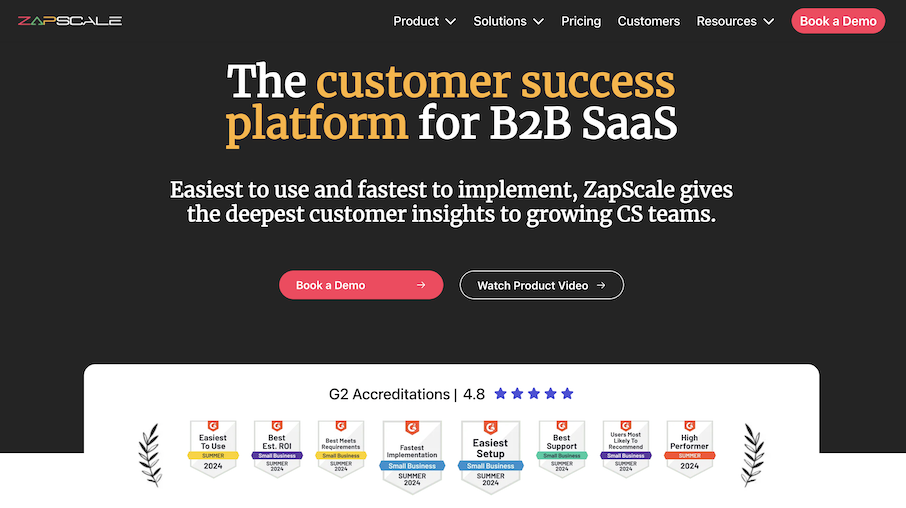 ZAPSCALE
Product
Solutions
Pricing
Customers
Resources
Book a Demo
The customer success
platform for B2B SaaS
Easiest to use and fastest to implement, ZapScale gives
the deepest customer insights to growing CS teams.
Book a Demo →
Watch Product Video →
G2 Accreditations | 4.8
Easiest
To Use
SUMMER
2024
Best
Est. ROI
Small Business
SUMMER
2024
Best Meets
Requirements
Small Business
SUMMER
2024
Fastest
Implementation
Small Business
SUMMER
2024
Easiest
Setup
Small Business
SUMMER
2024
Best
Support
Small Business
SUMMER
2024
Users Most
Likely To
Recommend
Small Business
SUMMER
2024
High
Performer
SUMMER
2024